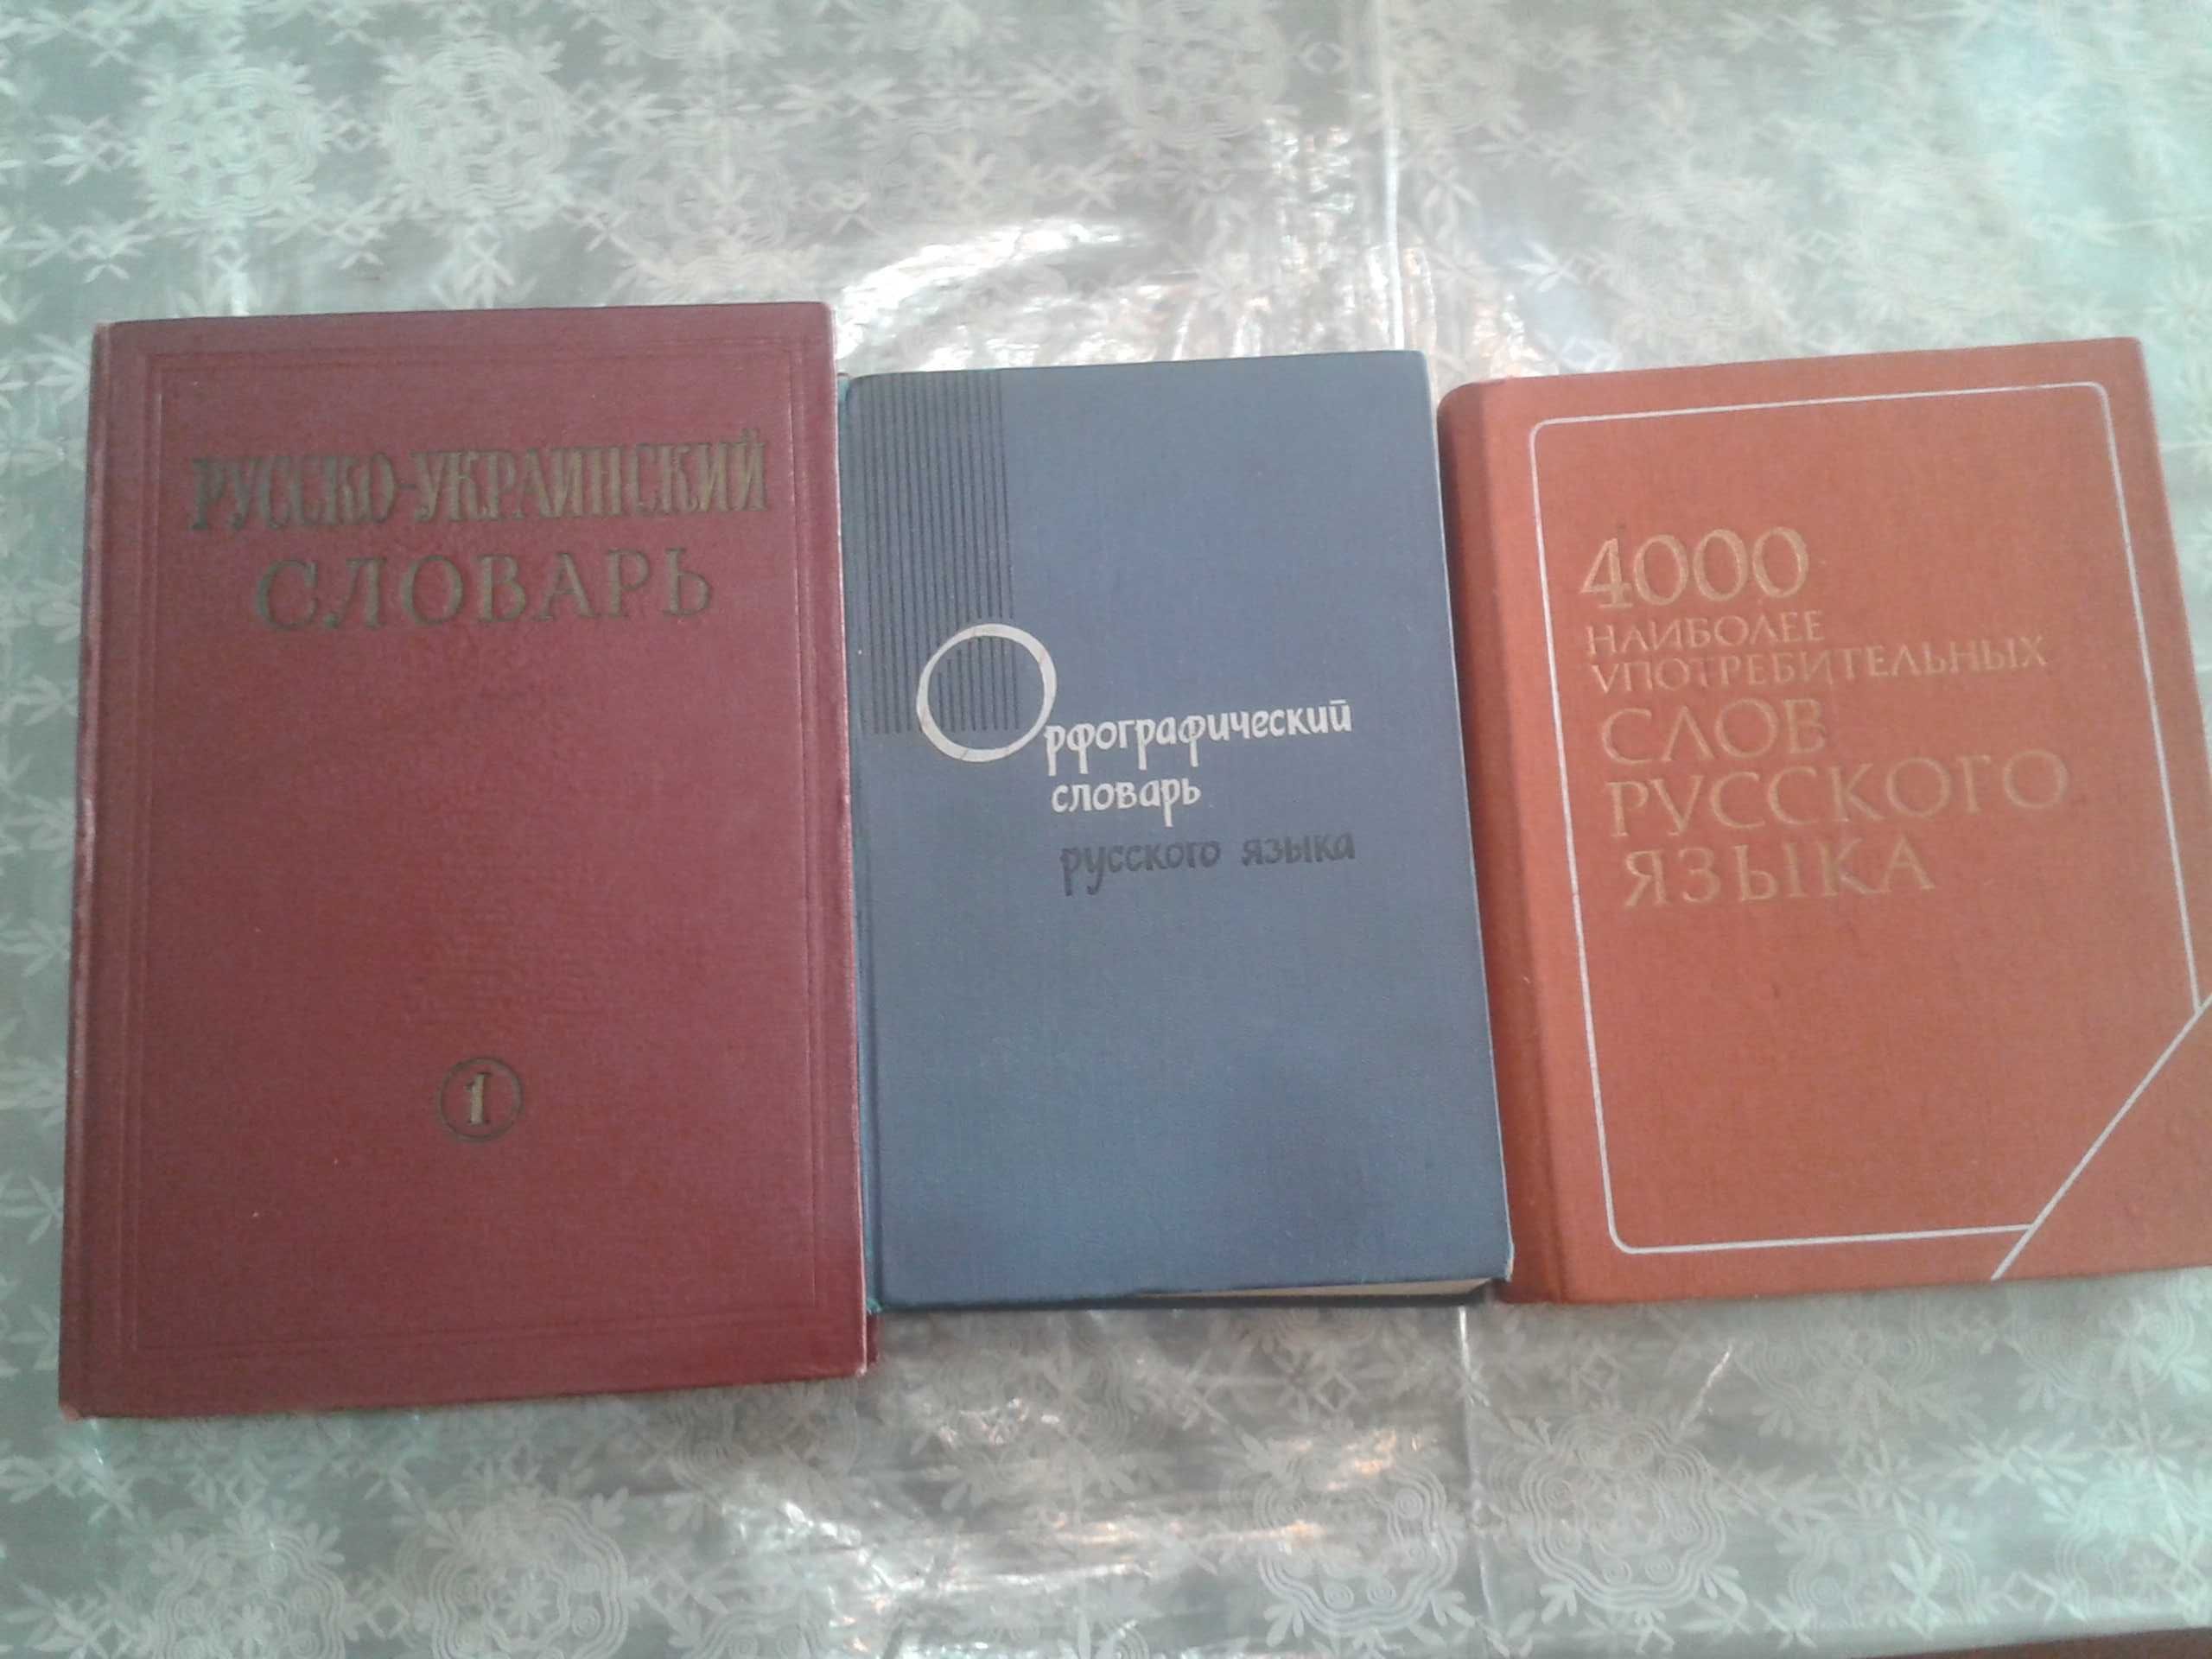 РУССКО-УКРАИНСКИЙ
СЛОВАРЬ
1
Орфографический
словарь
русского языка
4000
НАИБОЛЕЕ
УПОТРЕБИТЕЛЬНЫХ
СЛОВ
РУССКОГО
ЯЗЫКА